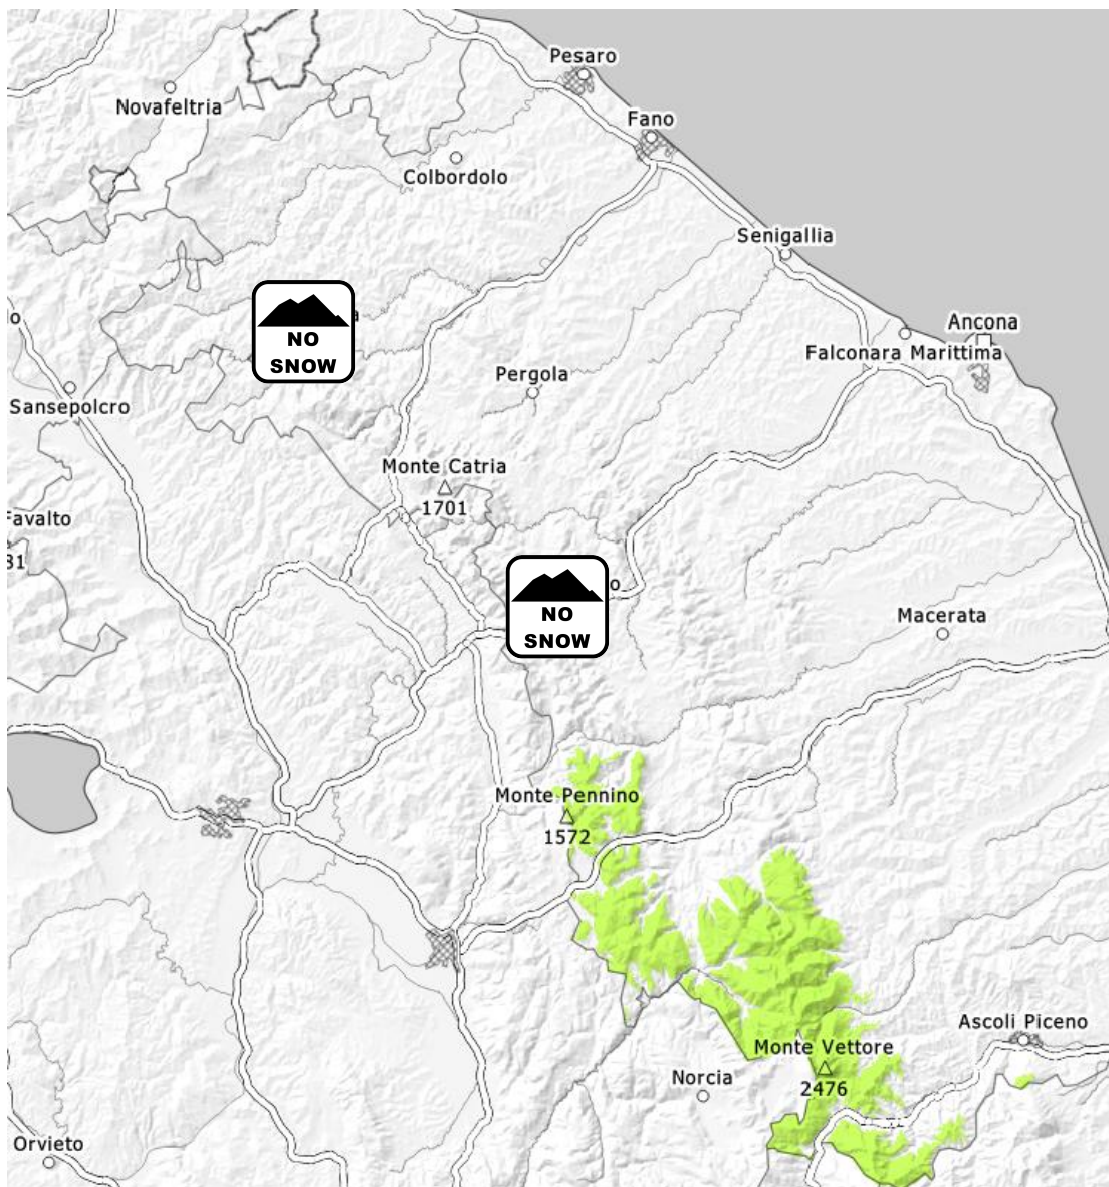 Pesaro
Novafeltria
Fano
Colbordolo
Senigallia
NO
SNOW
Ancona
Falconara Marittima
Pergola
Sansepolcro
Monte Catria
1701
Favalto
NO
SNOW
Macerata
Monte Pennino
1572
Ascoli Piceno
Monte Vettore
Norcia
2476
Orvieto